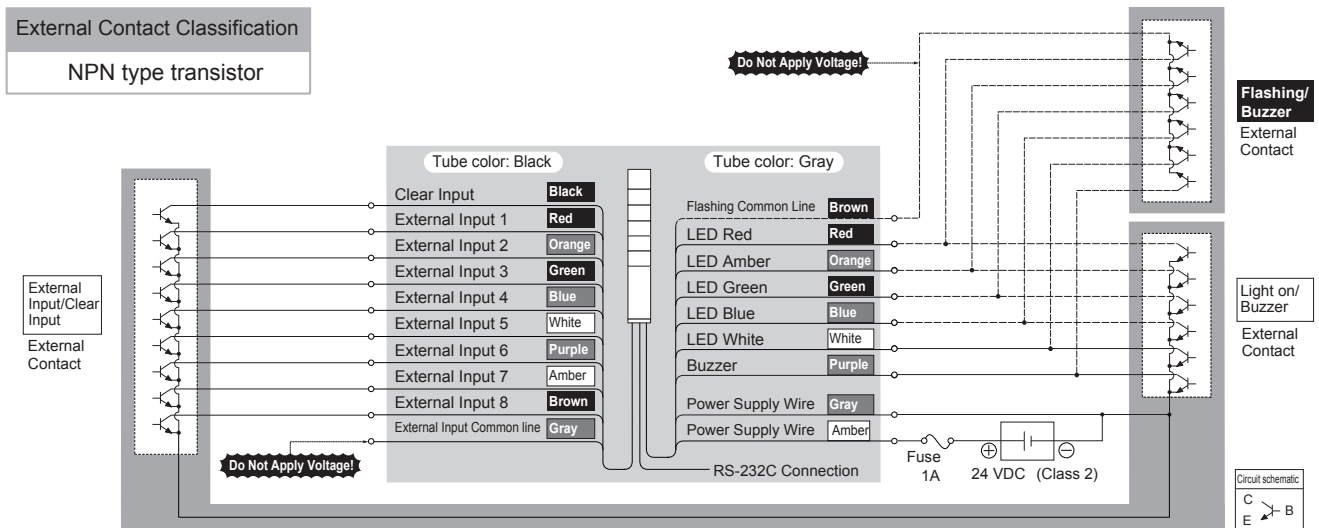 External Contact Classification
NPN type transistor
Do Not Apply Voltage!
Flashing/
Buzzer
External
Contact
Tube color: Black
Clear Input Black
External Input 1 Red
External Input 2 Orange
External Input 3 Green
External Input 4 Blue
External Input 5 White
External Input 6 Purple
External Input 7 Amber
External Input 8 Brown
External Input Common line Gray
Tube color: Gray
Flashing Common Line Brown
LED Red Red
LED Amber Orange
LED Green Green
LED Blue Blue
LED White White
Buzzer Purple
Power Supply Wire Gray
Power Supply Wire Amber
RS-232C Connection
External
Input/Clear
Input
External
Contact
Do Not Apply Voltage!
Light on/
Buzzer
External
Contact
Fuse
1A
⊕ ⊖
24 VDC (Class 2)
Circuit schematic
C
B
E